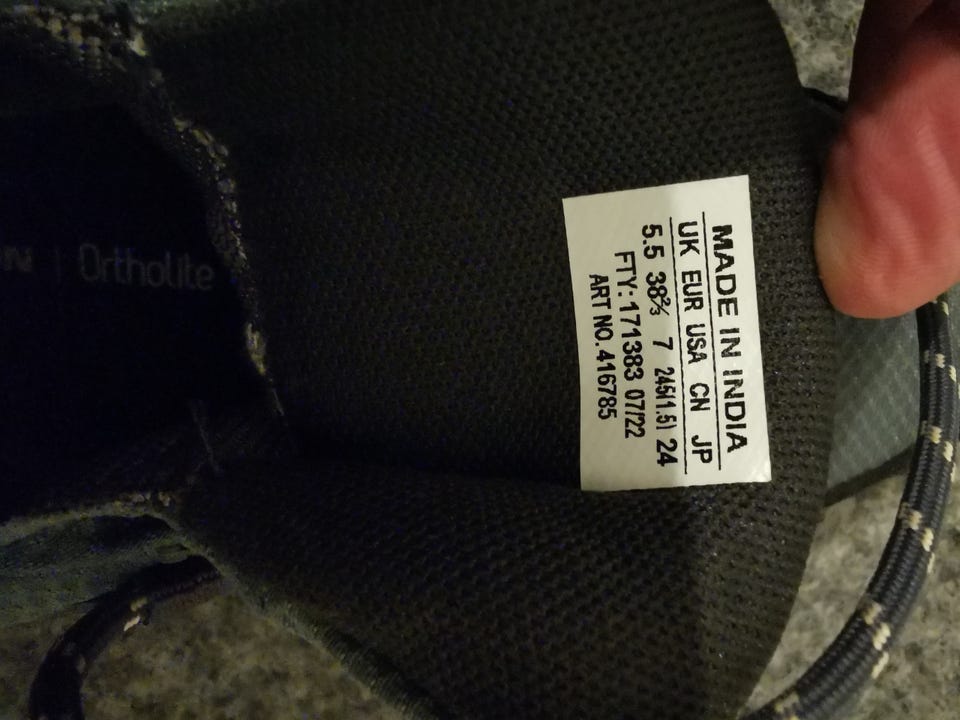 MADE IN INDIA
UK EUR USA CN JP
5.5 38⅔ 7 245(1.5) 24
FTY:171383 07/22
ART NO.416785
Ortholite